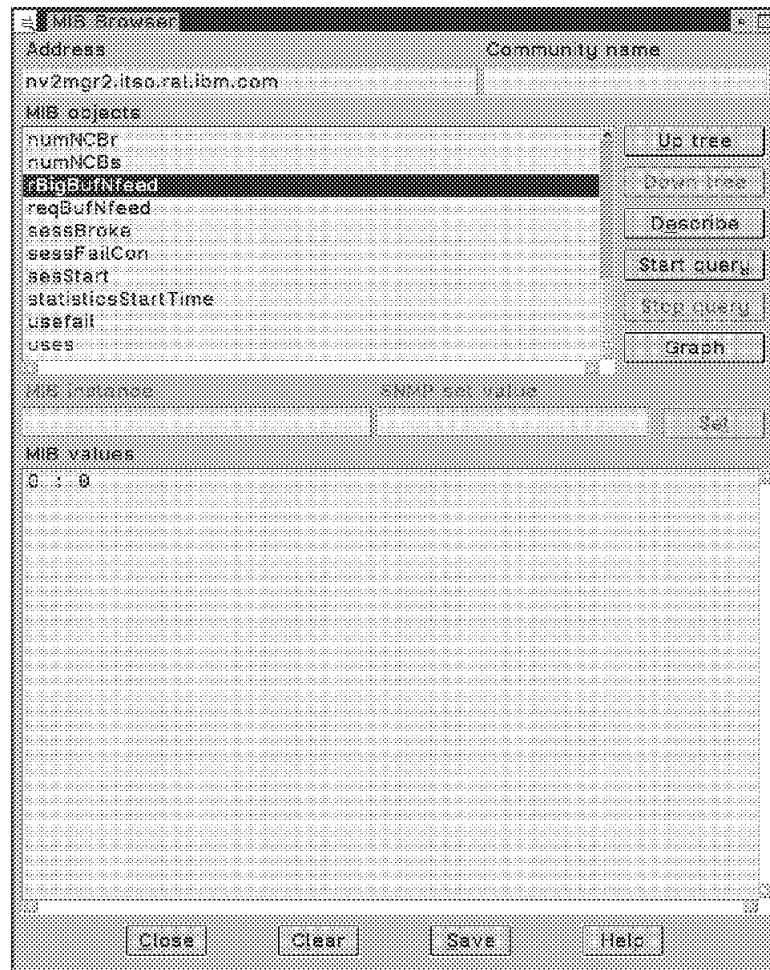 MIB Browser
Address Community name
nv2mgr2.itso.ral.ibm.com
MIB objects
numNCBr
numNCBs
rBigBufNfeed
reqBufNfeed
sessBroke
sessFailCon
sesStart
statisticsStartTime
usefail
uses
Up tree
Down tree
Describe
Start query
Stop query
Graph
MIB instance SNMP set value
Set
MIB values
0 : 0
Close Clear Save Help